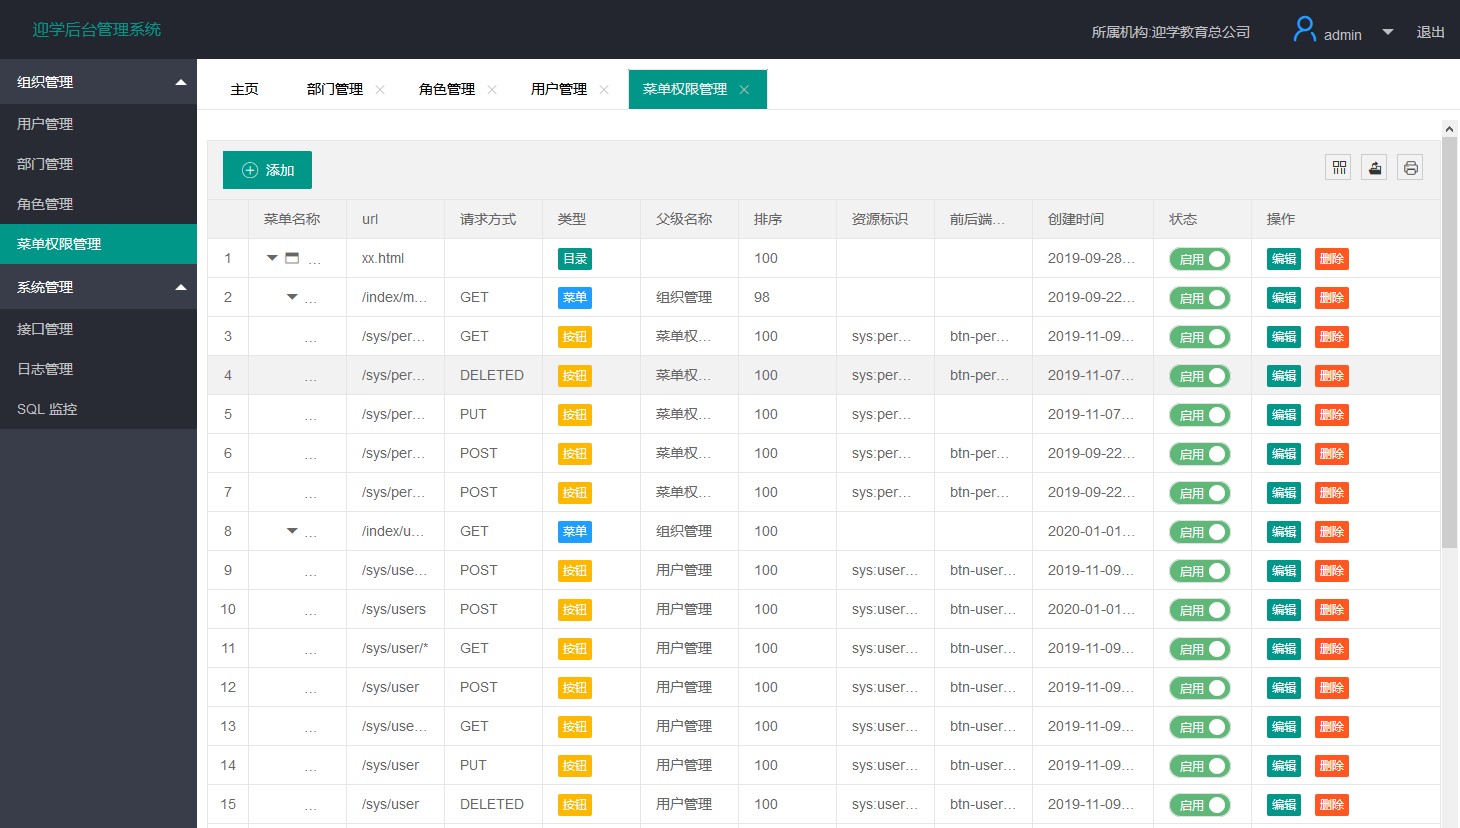 迎学后台管理系统
所属机构:迎学教育总公司 admin 退出
组织管理
用户管理
部门管理
角色管理
菜单权限管理
系统管理
接口管理
日志管理
SQL 监控
主页 部门管理 角色管理 用户管理 菜单权限管理
添加
菜单名称 url 请求方式 类型 父级名称 排序 资源标识 前后端... 创建时间 状态 操作
1 ... xx.html 目录 100 2019-09-28... 启用 编辑 删除
2 ... /index/m... GET 菜单 组织管理 98 2019-09-22... 启用 编辑 删除
3 ... /sys/per... GET 按钮 菜单权... 100 sys:per... btn-per... 2019-11-09... 启用 编辑 删除
4 ... /sys/per... DELETED 按钮 菜单权... 100 sys:per... btn-per... 2019-11-07... 启用 编辑 删除
5 ... /sys/per... PUT 按钮 菜单权... 100 sys:per... 2019-11-07... 启用 编辑 删除
6 ... /sys/per... POST 按钮 菜单权... 100 sys:per... btn-per... 2019-09-22... 启用 编辑 删除
7 ... /sys/per... POST 按钮 菜单权... 100 sys:per... btn-per... 2019-09-22... 启用 编辑 删除
8 ... /index/u... GET 菜单 组织管理 100 2020-01-01... 启用 编辑 删除
9 ... /sys/use... POST 按钮 用户管理 100 sys:user... btn-user... 2019-11-09... 启用 编辑 删除
10 ... /sys/users POST 按钮 用户管理 100 sys:user... btn-user... 2020-01-01... 启用 编辑 删除
11 ... /sys/user/* GET 按钮 用户管理 100 sys:user... btn-user... 2019-11-09... 启用 编辑 删除
12 ... /sys/user POST 按钮 用户管理 100 sys:user... btn-user... 2019-11-09... 启用 编辑 删除
13 ... /sys/use... GET 按钮 用户管理 100 sys:user... btn-user... 2019-11-09... 启用 编辑 删除
14 ... /sys/user PUT 按钮 用户管理 100 sys:user... btn-user... 2019-11-09... 启用 编辑 删除
15 ... /sys/user DELETED 按钮 用户管理 100 sys:user... btn-user... 2019-11-09... 启用 编辑 删除